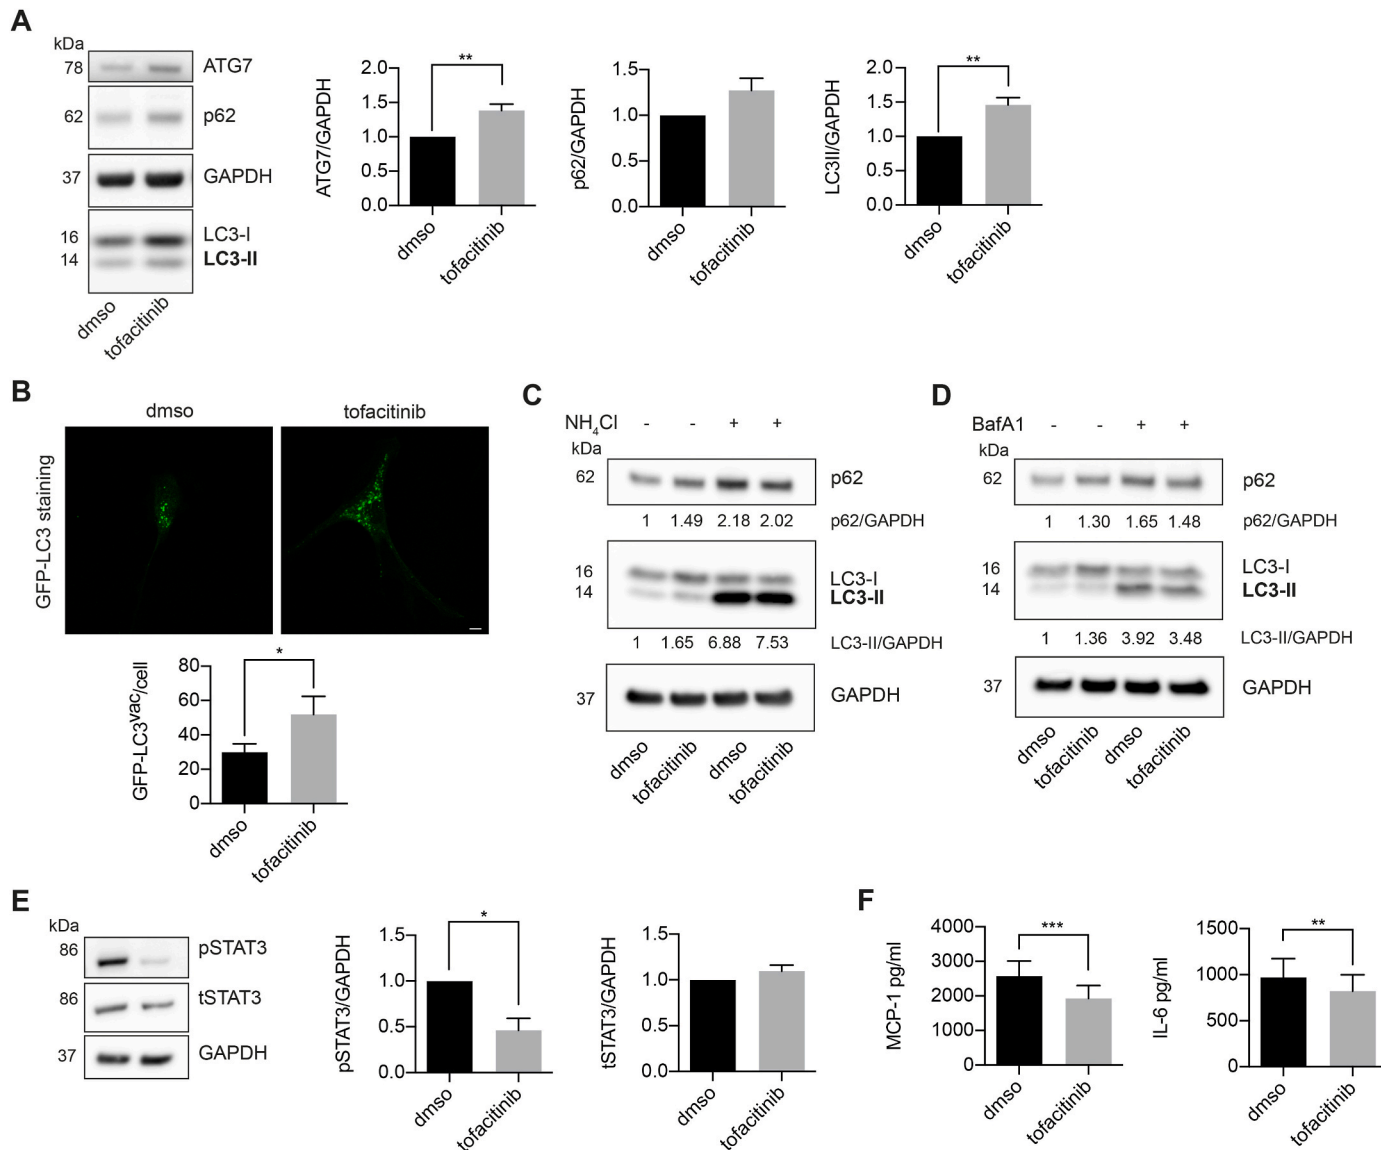 A
kDa
78
ATG7
62
p62
37
GAPDH
16
LC3-I
14
LC3-II
dmso
tofacitinib
ATG7/GAPDH
2.0
1.5
1.0
0.5
0.0
**
dmso
tofacitinib
p62/GAPDH
1.5
1.0
0.5
0.0
dmso
tofacitinib
LC3II/GAPDH
2.0
1.5
1.0
0.5
0.0
**
dmso
tofacitinib
B
dmso
tofacitinib
GFP-LC3 staining
GFP-LC3vac/cell
80
60
40
20
0
*
dmso
tofacitinib
C
NH4Cl - - + +
kDa
62
p62
1 1.49 2.18 2.02 p62/GAPDH
16
LC3-I
14
LC3-II
1 1.65 6.88 7.53 LC3-II/GAPDH
37
GAPDH
dmso
tofacitinib
dmso
tofacitinib
D
BafA1 - - + +
kDa
62
p62
1 1.30 1.65 1.48 p62/GAPDH
16
LC3-I
14
LC3-II
1 1.36 3.92 3.48 LC3-II/GAPDH
37
GAPDH
dmso
tofacitinib
dmso
tofacitinib
E
kDa
86
pSTAT3
86
tSTAT3
37
GAPDH
pSTAT3/GAPDH
1.5
1.0
0.5
0.0
*
dmso
tofacitinib
tSTAT3/GAPDH
1.5
1.0
0.5
0.0
dmso
tofacitinib
F
MCP-1 pg/ml
4000
3000
2000
1000
0
***
dmso
tofacitinib
IL-6 pg/ml
1500
1000
500
0
**
dmso
tofacitinib